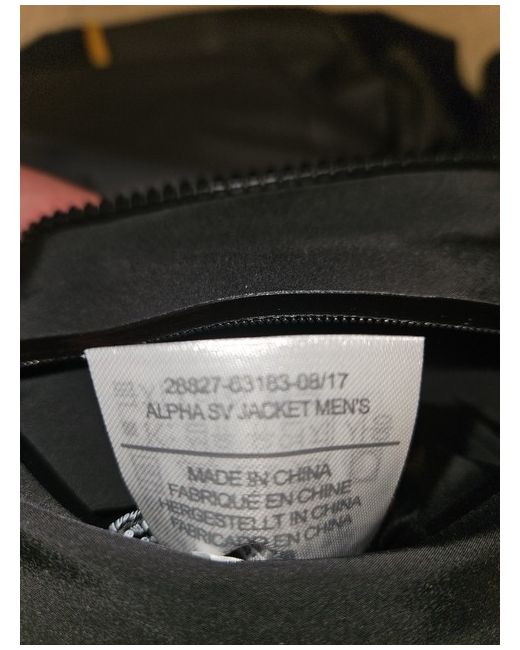 28827-63183-08/17
ALPHA SV JACKET MEN'S
MADE IN CHINA
FABRIQUÉ EN CHINE
HERGESTELLT IN CHINA
FABRICADO EN CHINA